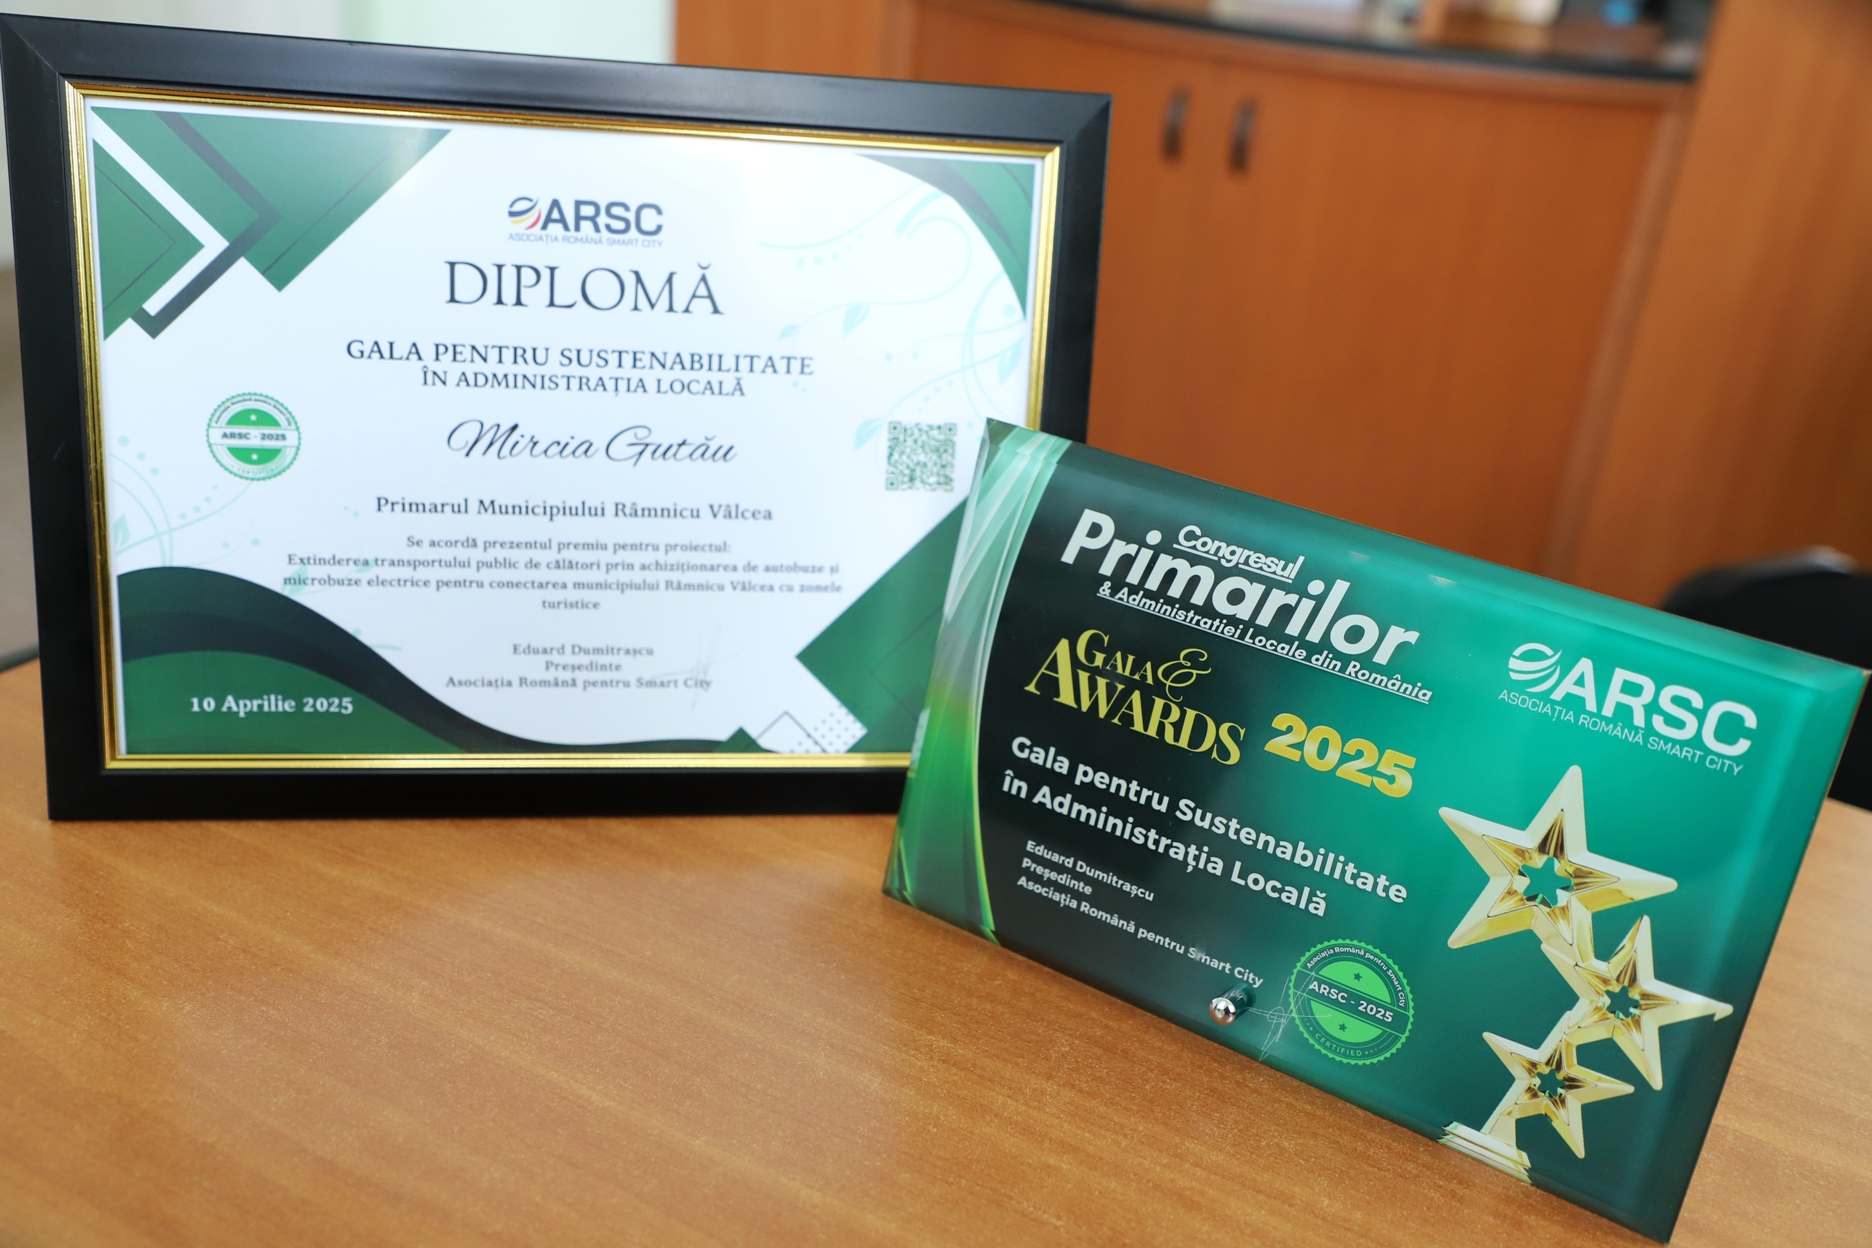 ARSC
ASOCIAȚIA ROMÂNĂ SMART CITY
DIPLOMĂ
GALA PENTRU SUSTENABILITATE
ÎN ADMINISTRAȚIA LOCALĂ
ARSC - 2025
Mircia Gutău
Primarul Municipiului Râmnicu Vâlcea
Se acordă prezentul premiu pentru proiectul:
Extinderea transportului public de călători prin achiziționarea de autobuze și
microbuze electrice pentru conectarea municipiului Râmnicu Vâlcea cu zonele
turistice
Eduard Dumitrașcu
Președinte
Asociația Română pentru Smart City
10 Aprilie 2025
Congresul
Primarilor
& Administratiei Locale din România
GALA &
AWARDS 2025
ARSC
ASOCIAȚIA ROMÂNĂ SMART CITY
Gala pentru Sustenabilitate
în Administrația Locală
Eduard Dumitrașcu
Președinte
Asociația Română pentru Smart City
Asociația Română pentru Smart City
ARSC - 2025
CERTIFIED